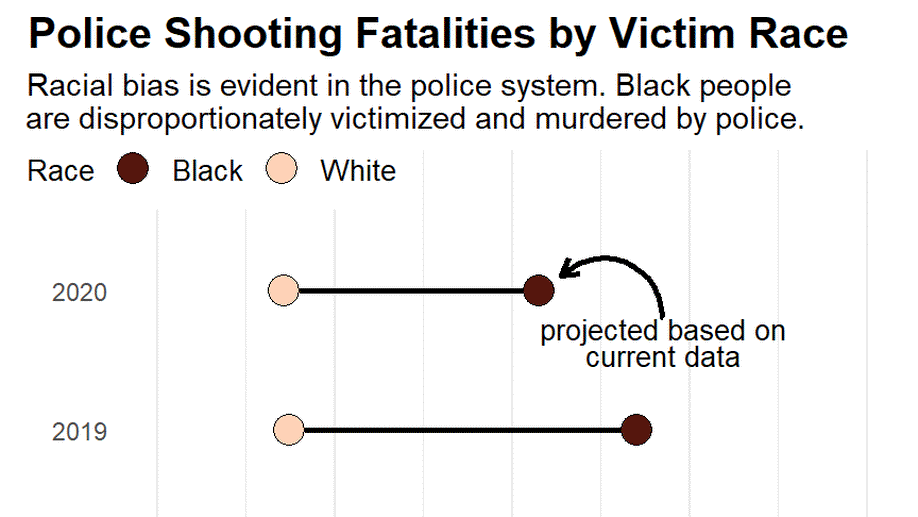 Police Shooting Fatalities by Victim Race
Racial bias is evident in the police system. Black people
are disproportionately victimized and murdered by police.
Race Black White
2020
projected based on
current data
2019